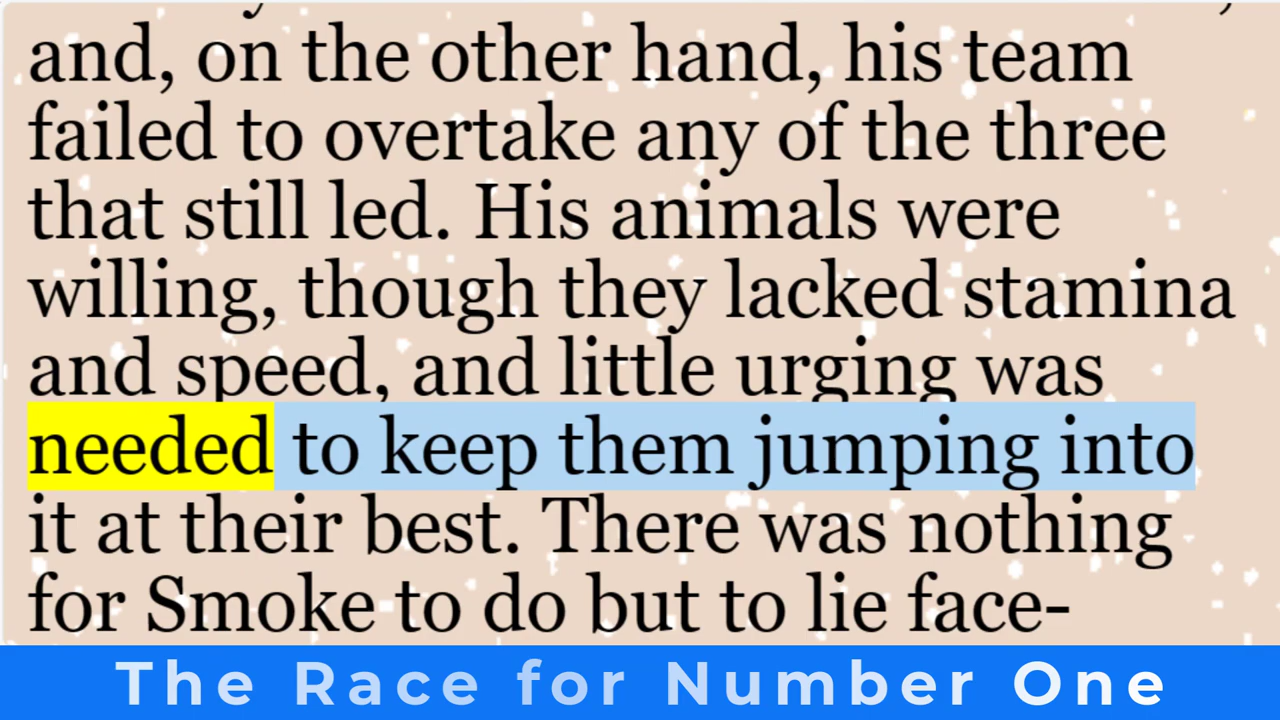 and, on the other hand, his team
failed to overtake any of the three
that still led. His animals were
willing, though they lacked stamina
and speed, and little urging was
needed to keep them jumping into
it at their best. There was nothing
for Smoke to do but to lie face-
The Race for Number One